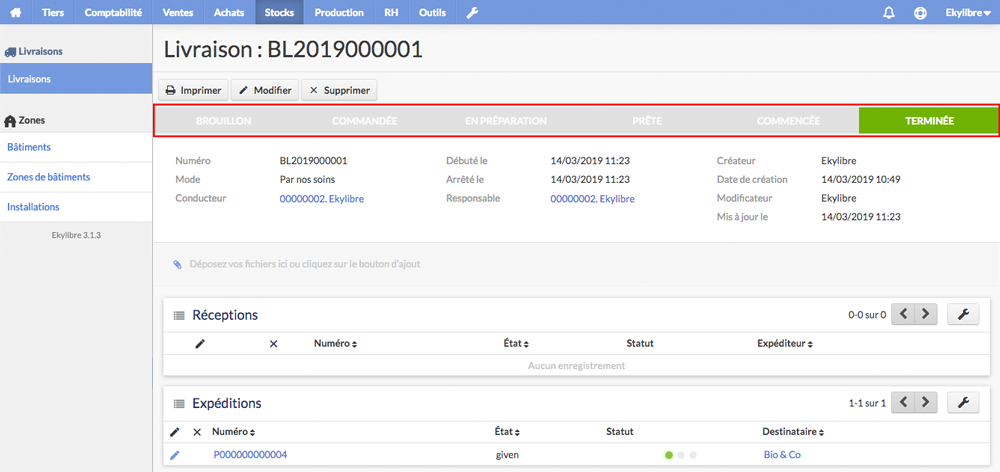 Tiers Comptabilité Ventes Achats Stocks Production RH Outils Ekylibre
Livraisons
Livraisons
Zones
Bâtiments
Zones de bâtiments
Installations
Ekylibre 3.1.3
Livraison : BL2019000001
Imprimer Modifier Supprimer
BROUILLON COMMANDÉE EN PRÉPARATION PRÊTE COMMENCÉE TERMINÉE
Numéro BL2019000001 Débuté le 14/03/2019 11:23 Créateur Ekylibre
Mode Par nos soins Arrêté le 14/03/2019 11:23 Date de création 14/03/2019 10:49
Conducteur 00000002. Ekylibre Responsable 00000002. Ekylibre Modificateur Ekylibre
Mis à jour le 14/03/2019 11:23
Déposez vos fichiers ici ou cliquez sur le bouton d'ajout
Réceptions 0-0 sur 0
Numéro État Statut Expéditeur
Aucun enregistrement
Expéditions 1-1 sur 1
Numéro État Statut Destinataire
P000000000004 given Bio & Co